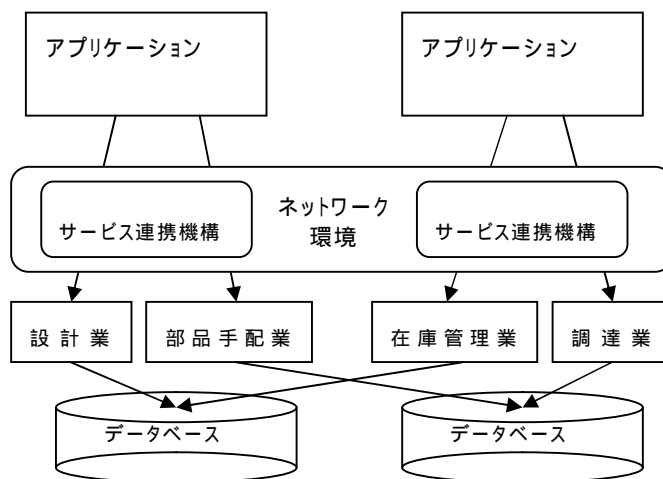 アプリケーション
アプリケーション
ネットワーク
環境
サービス連携機構
サービス連携機構
設計業
部品手配業
在庫管理業
調達業
データベース
データベース